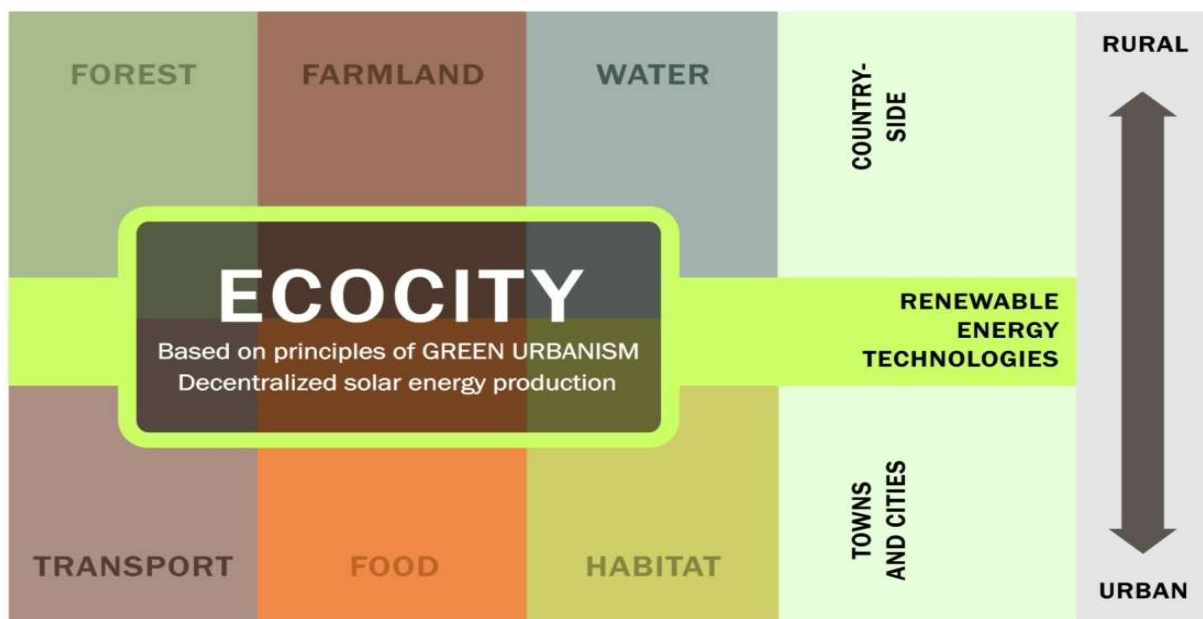 FOREST
FARMLAND
WATER
COUNTRY-
SIDE
RURAL
ECOCITY
Based on principles of GREEN URBANISM
Decentralized solar energy production
RENEWABLE
ENERGY
TECHNOLOGIES
TRANSPORT
FOOD
HABITAT
TOWNS
AND CITIES
URBAN